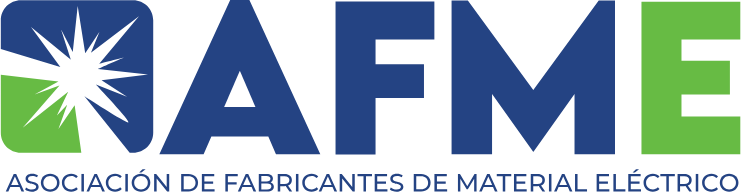 AFME
ASOCIACIÓN DE FABRICANTES DE MATERIAL ELÉCTRICO